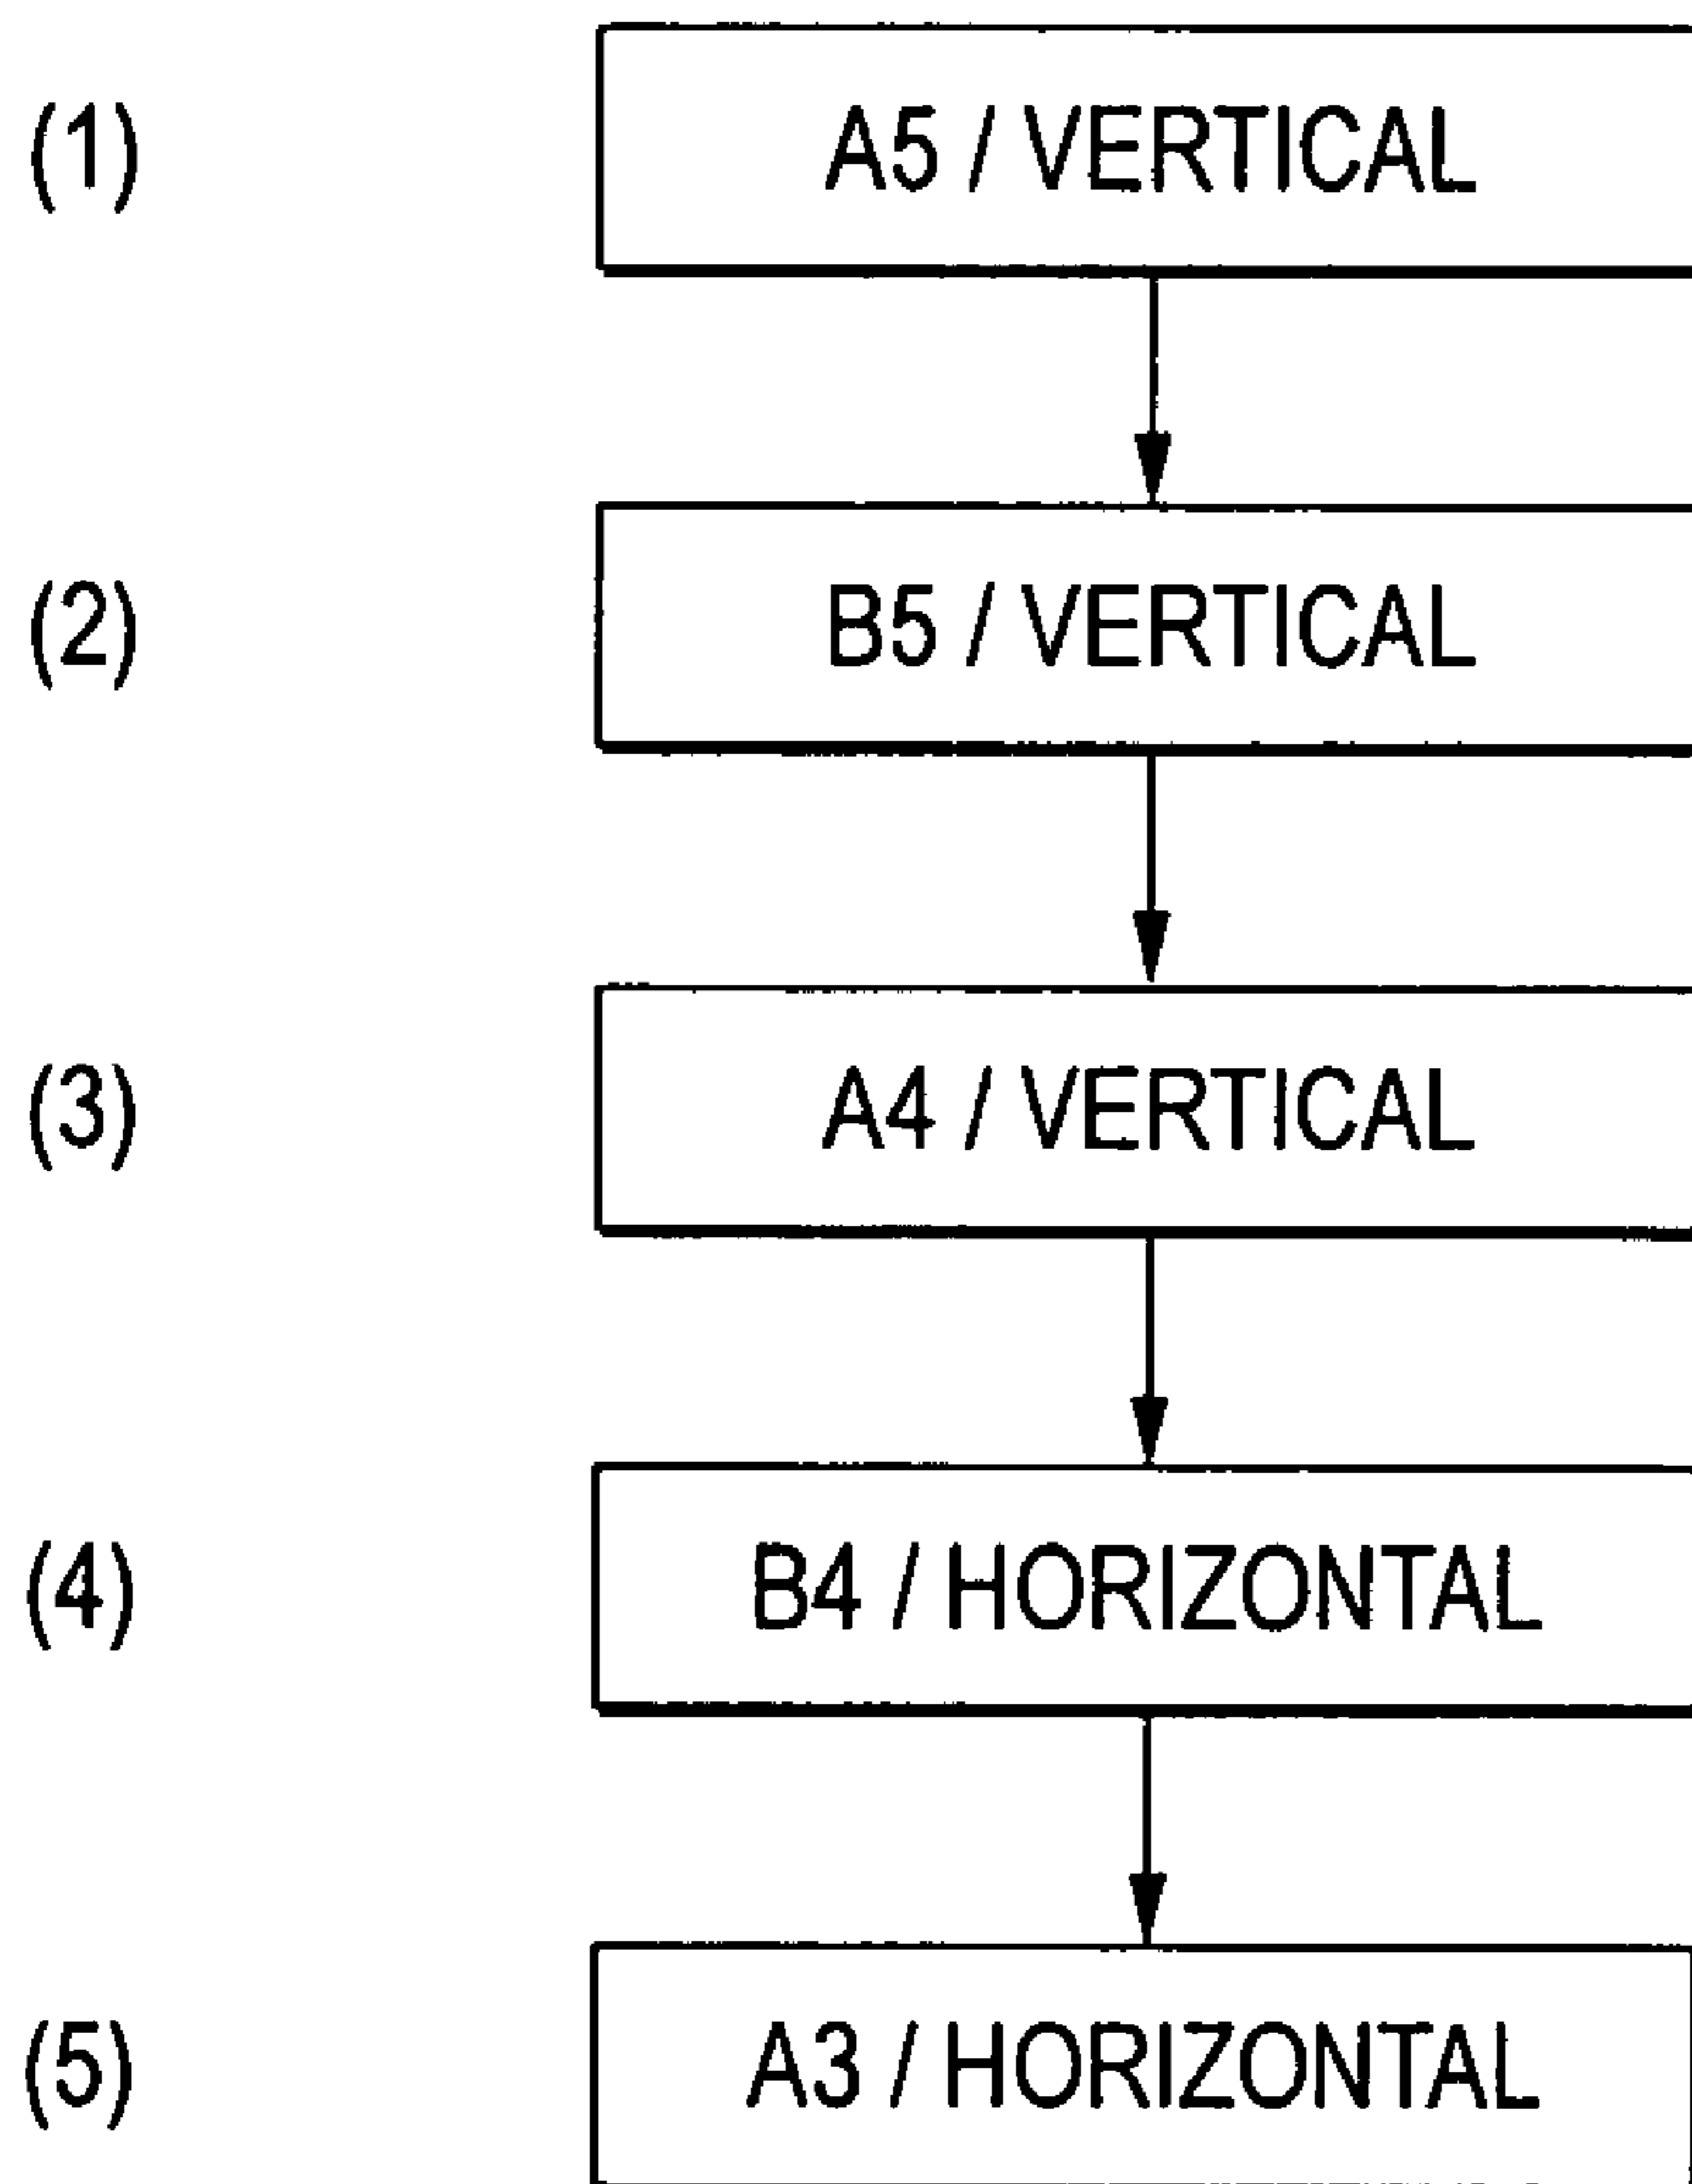 (1) A5 / VERTICAL
(2) B5 / VERTICAL
(3) A4 / VERTICAL
(4) B4 / HORIZONTAL
(5) A3 / HORIZONTAL